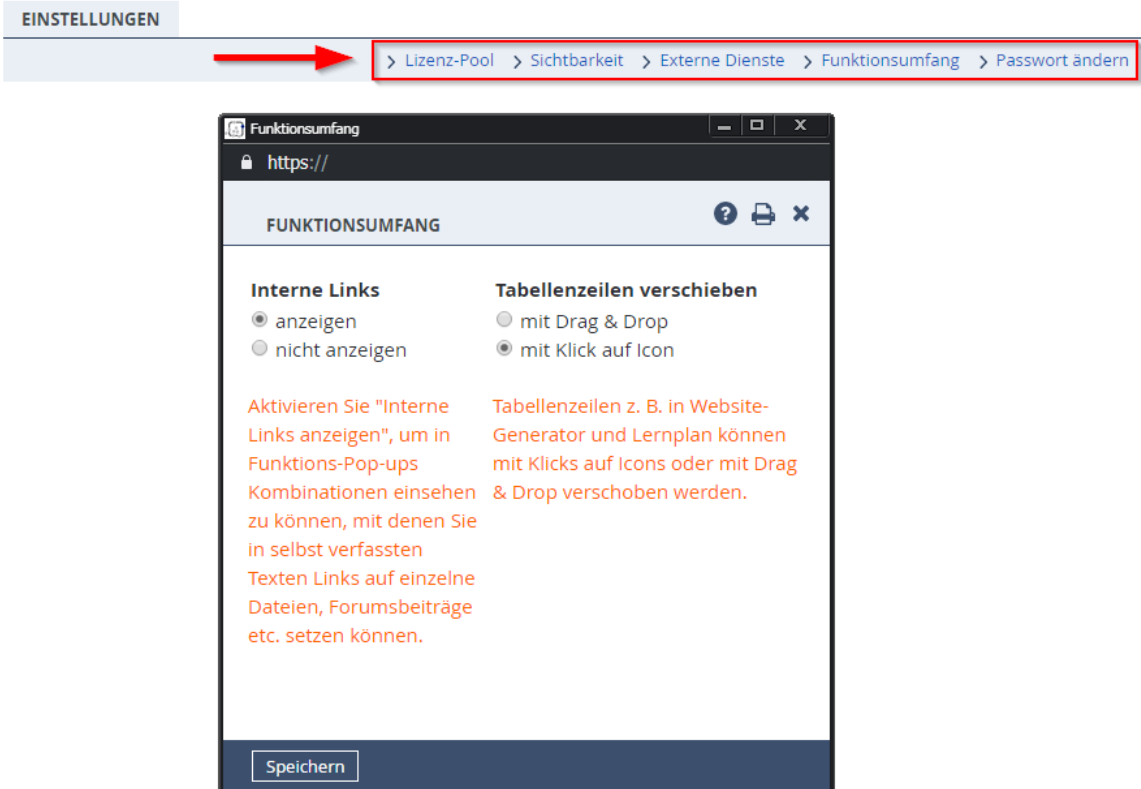 EINSTELLUNGEN
> Lizenz-Pool > Sichtbarkeit > Externe Dienste > Funktionsumfang > Passwort ändern
Funktionsumfang
https://
FUNKTIONSUMFANG
Interne Links
anzeigen
nicht anzeigen
Aktivieren Sie "Interne
Links anzeigen", um in
Funktions-Pop-ups
Kombinationen einsehen
zu können, mit denen Sie
in selbst verfassten
Texten Links auf einzelne
Dateien, Forumsbeiträge
etc. setzen können.
Tabellenzeilen verschieben
mit Drag & Drop
mit Klick auf Icon
Tabellenzeilen z. B. in Website-
Generator und Lernplan können
mit Klicks auf Icons oder mit Drag
& Drop verschoben werden.
Speichern